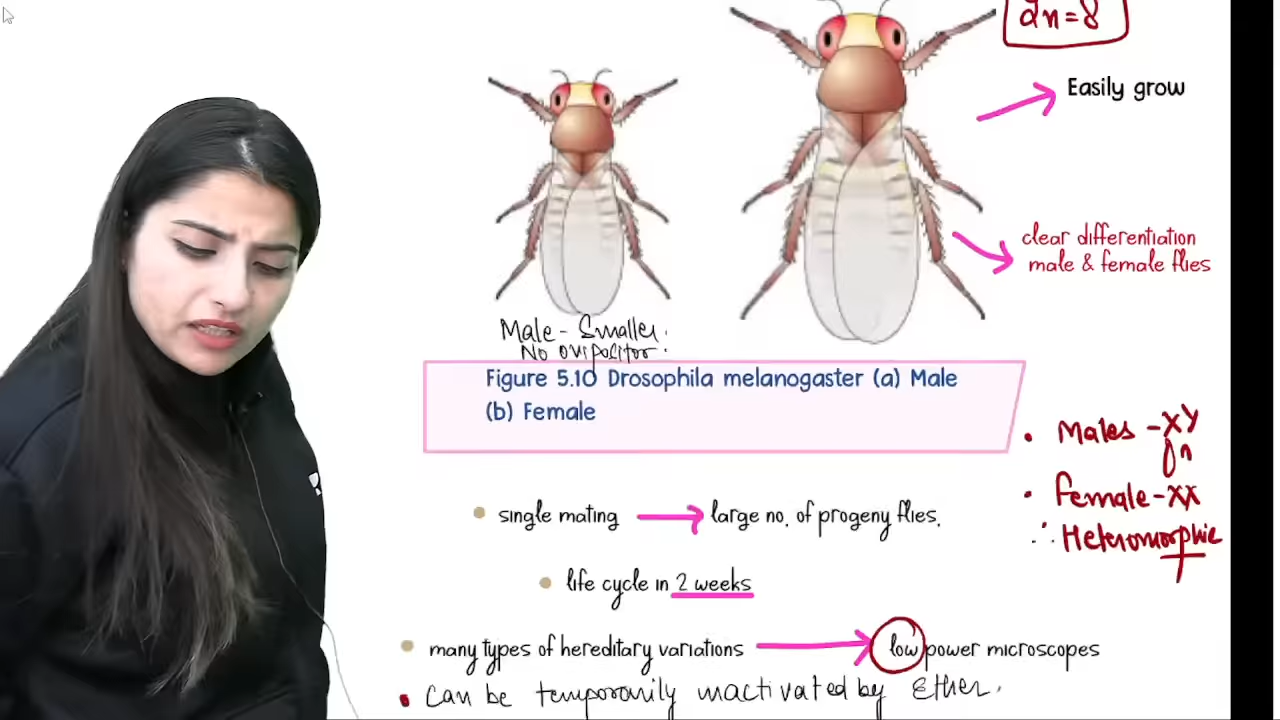 2n=8
Easily grow
clear differentiation
male & female flies
Male - Smaller.
No ovipositor.
Figure 5.10 Drosophila melanogaster (a) Male
(b) Female
• Males - XY
• Female - XX
∴ Heteromorphic
• single mating → large no. of progeny flies.
• life cycle in 2 weeks
• many types of hereditary variations → low power microscopes
• Can be temporarily inactivated by Ether.